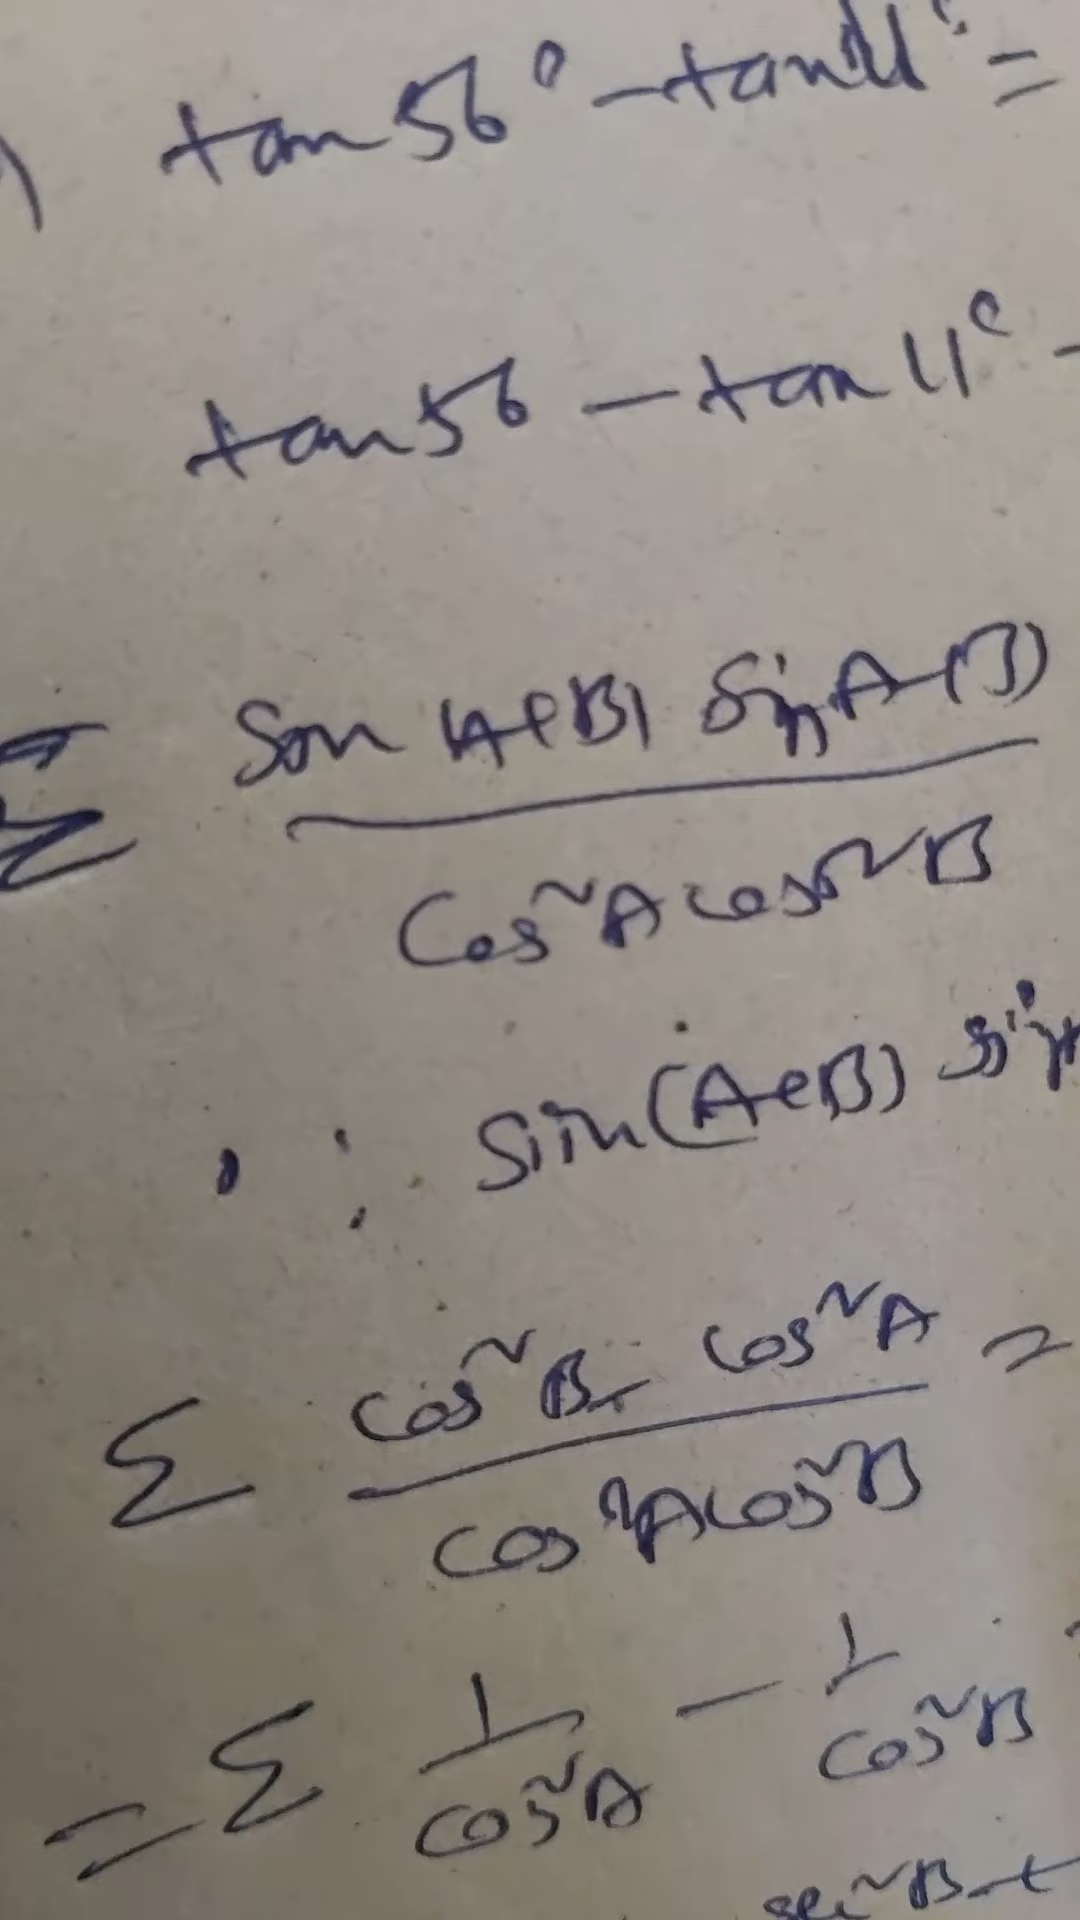 ) tan 56° - tan 11° =
tan 56 - tan 11° -
Σ Sin (A+B) Sin A-B)
Cos²A cos²B
∴ Siin(A+B) sin
Σ cos²B - cos²A =
cos²A cos²B
= Σ 1 - 1
cos²A cos²B
sec²B +